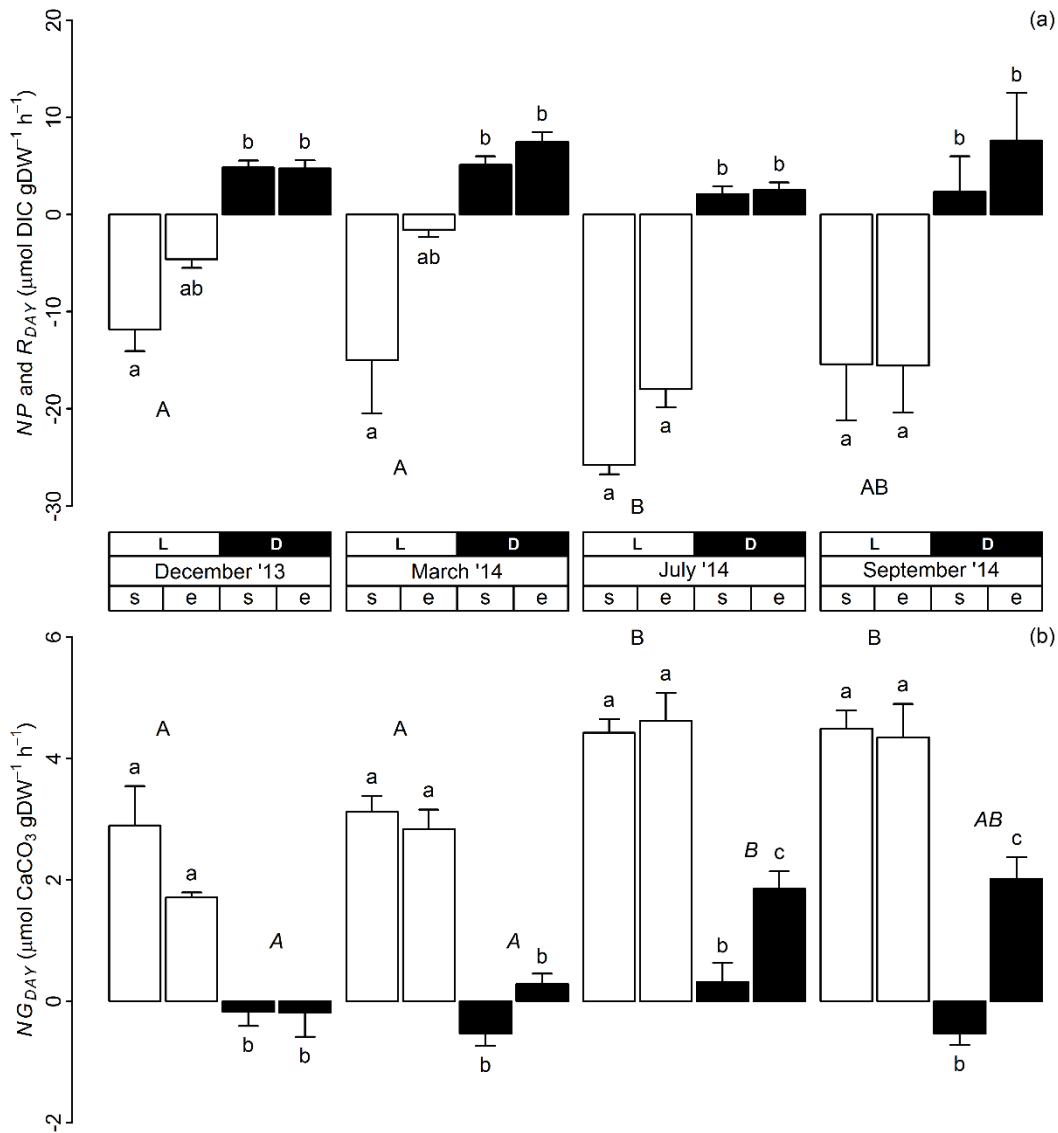 (a)
NP and R_DAY (μmol DIC gDW⁻¹ h⁻¹)
20
10
0
-10
-20
-30
b b b b b b b b
a ab a ab a a a a
A A B AB
L D L D L D L D
December '13 March '14 July '14 September '14
s e s e s e s e s e s e s e s e
(b)
NG_DAY (μmol CaCO₃ gDW⁻¹ h⁻¹)
6
4
2
0
-2
A A B B
a a a a a a a a
A A B AB
b b b b b c b c